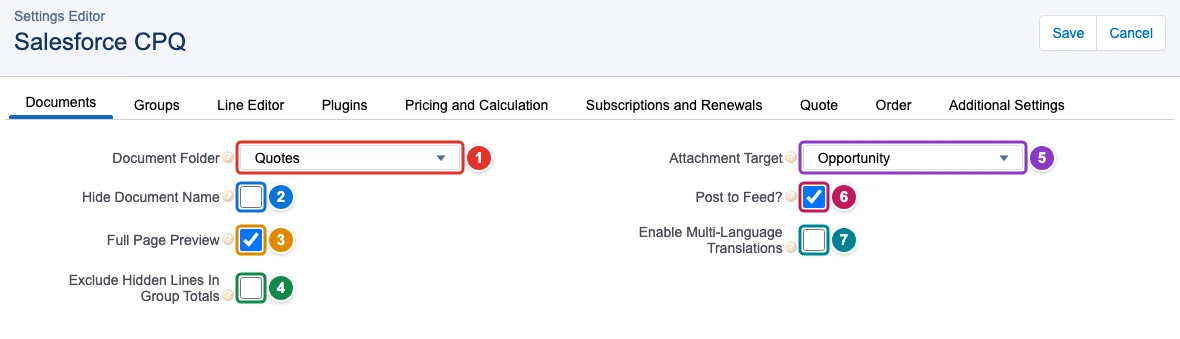 Settings Editor
Salesforce CPQ
Save Cancel
Documents Groups Line Editor Plugins Pricing and Calculation Subscriptions and Renewals Quote Order Additional Settings
Document Folder ? Quotes 1 Attachment Target ? Opportunity 5
Hide Document Name ? 2 Post to Feed? ? 6
Full Page Preview ? 3 Enable Multi-Language
Translations ? 7
Exclude Hidden Lines In
Group Totals ? 4